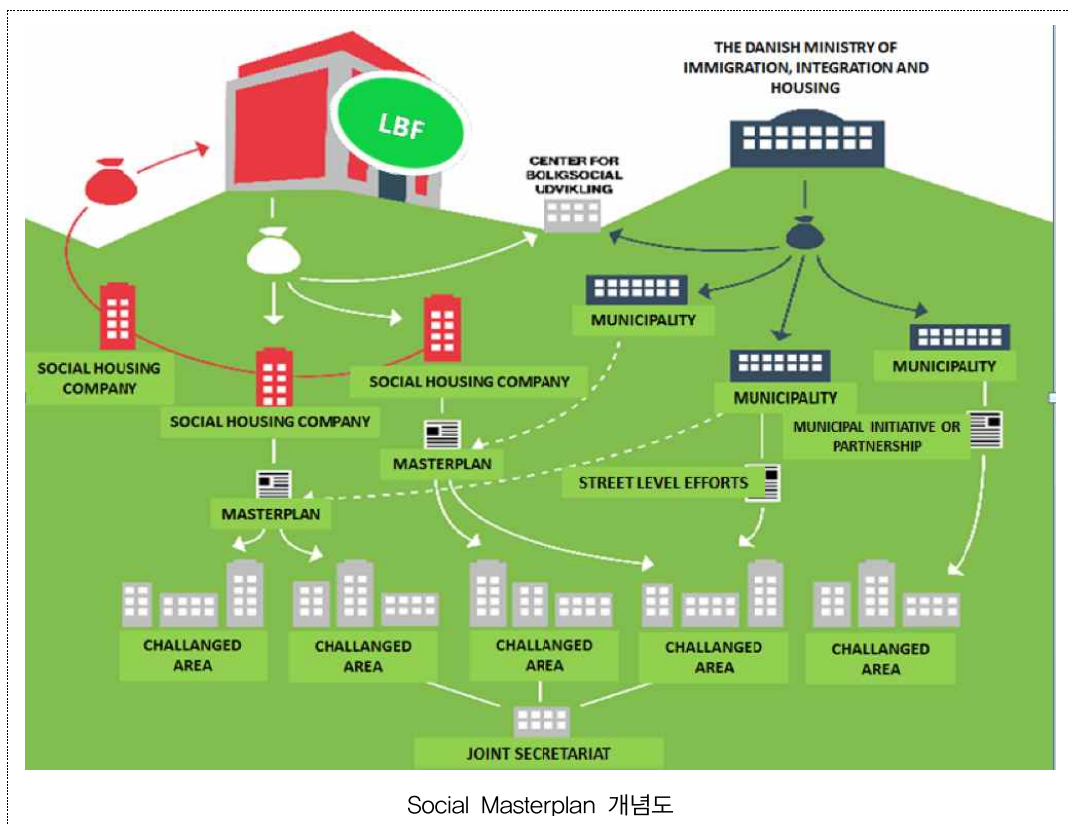 THE DANISH MINISTRY OF
IMMIGRATION, INTEGRATION AND
HOUSING
LBF
CENTER FOR
BOLIGSOCIAL
UDVIKLING
MUNICIPALITY
SOCIAL HOUSING
COMPANY
SOCIAL HOUSING COMPANY
MUNICIPALITY
SOCIAL HOUSING COMPANY
MUNICIPALITY
MUNICIPAL INITIATIVE OR
PARTNERSHIP
MASTERPLAN
STREET LEVEL EFFORTS
MASTERPLAN
CHALLANGED
AREA
CHALLANGED
AREA
CHALLANGED
AREA
CHALLANGED
AREA
CHALLANGED
AREA
JOINT SECRETARIAT
Social Masterplan 개념도